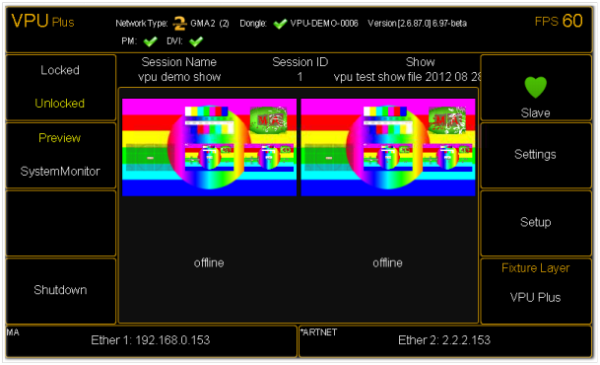 VPU Plus
Network Type: 2 GMA2 (2) Dongle: VPU-DEMO-0006 Version[2.6.87.0] 6.97-beta
FPS 60
PM: DVI:
Locked
Unlocked
Preview
SystemMonitor
Shutdown
Session Name Session ID Show
vpu demo show 1 vpu test show file 2012 08 28
MA
MA
offline offline
Slave
Settings
Setup
Fixture Layer
VPU Plus
MA
Ether 1: 192.168.0.153
*ARTNET
Ether 2: 2.2.2.153